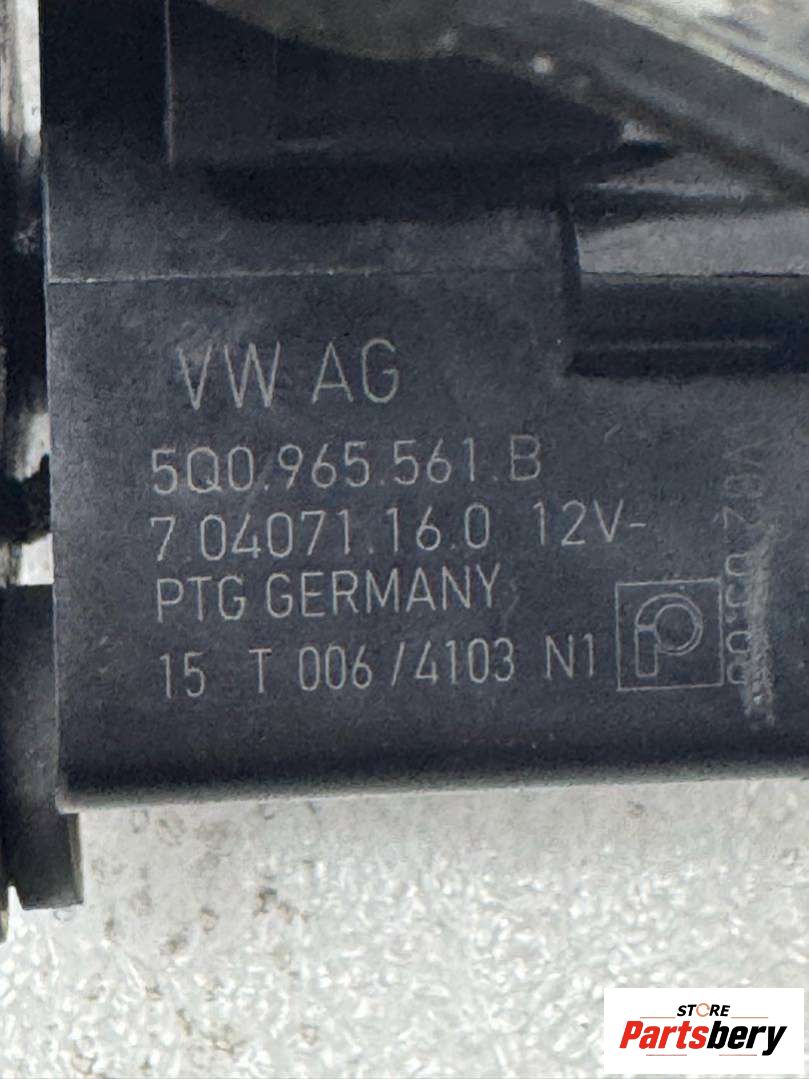 VW AG
5Q0.965.561.B
7.04071.16.0 12V-
PTG GERMANY
15 T 006/4103 N1
STORE
Partsbery